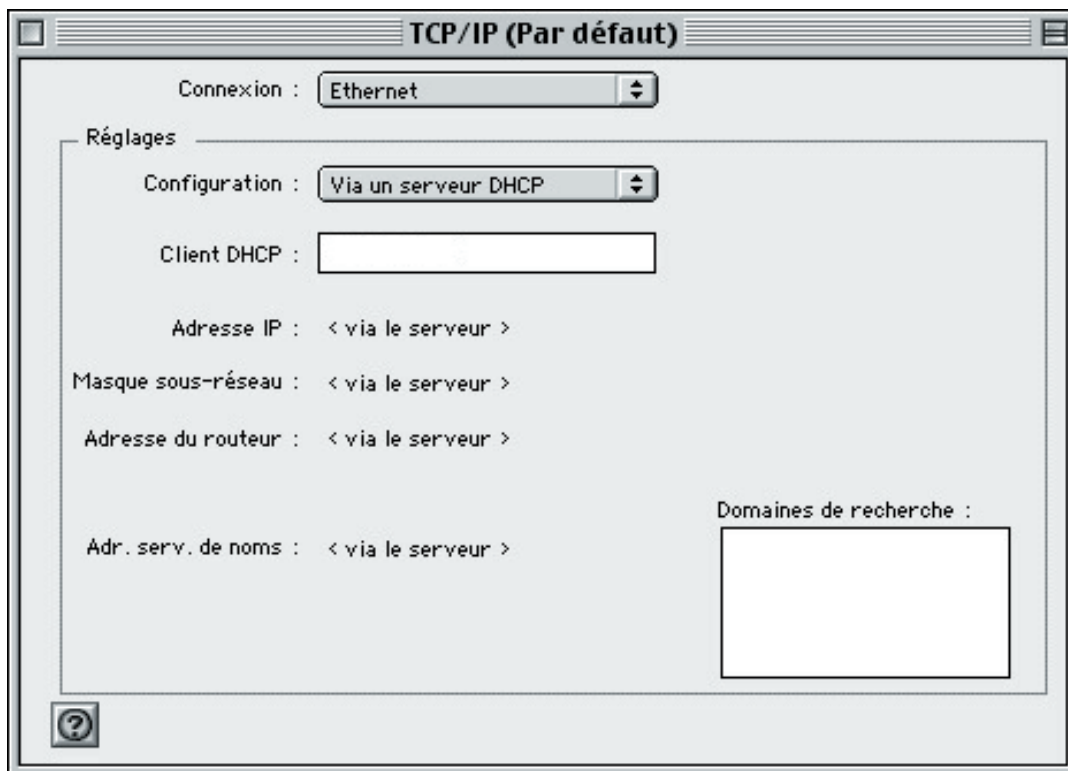 TCP/IP (Par défaut)
Connexion : Ethernet
Réglages
Configuration : Via un serveur DHCP
Client DHCP :
Adresse IP : < via le serveur >
Masque sous-réseau : < via le serveur >
Adresse du routeur : < via le serveur >
Domaines de recherche :
Adr. serv. de noms : < via le serveur >
?